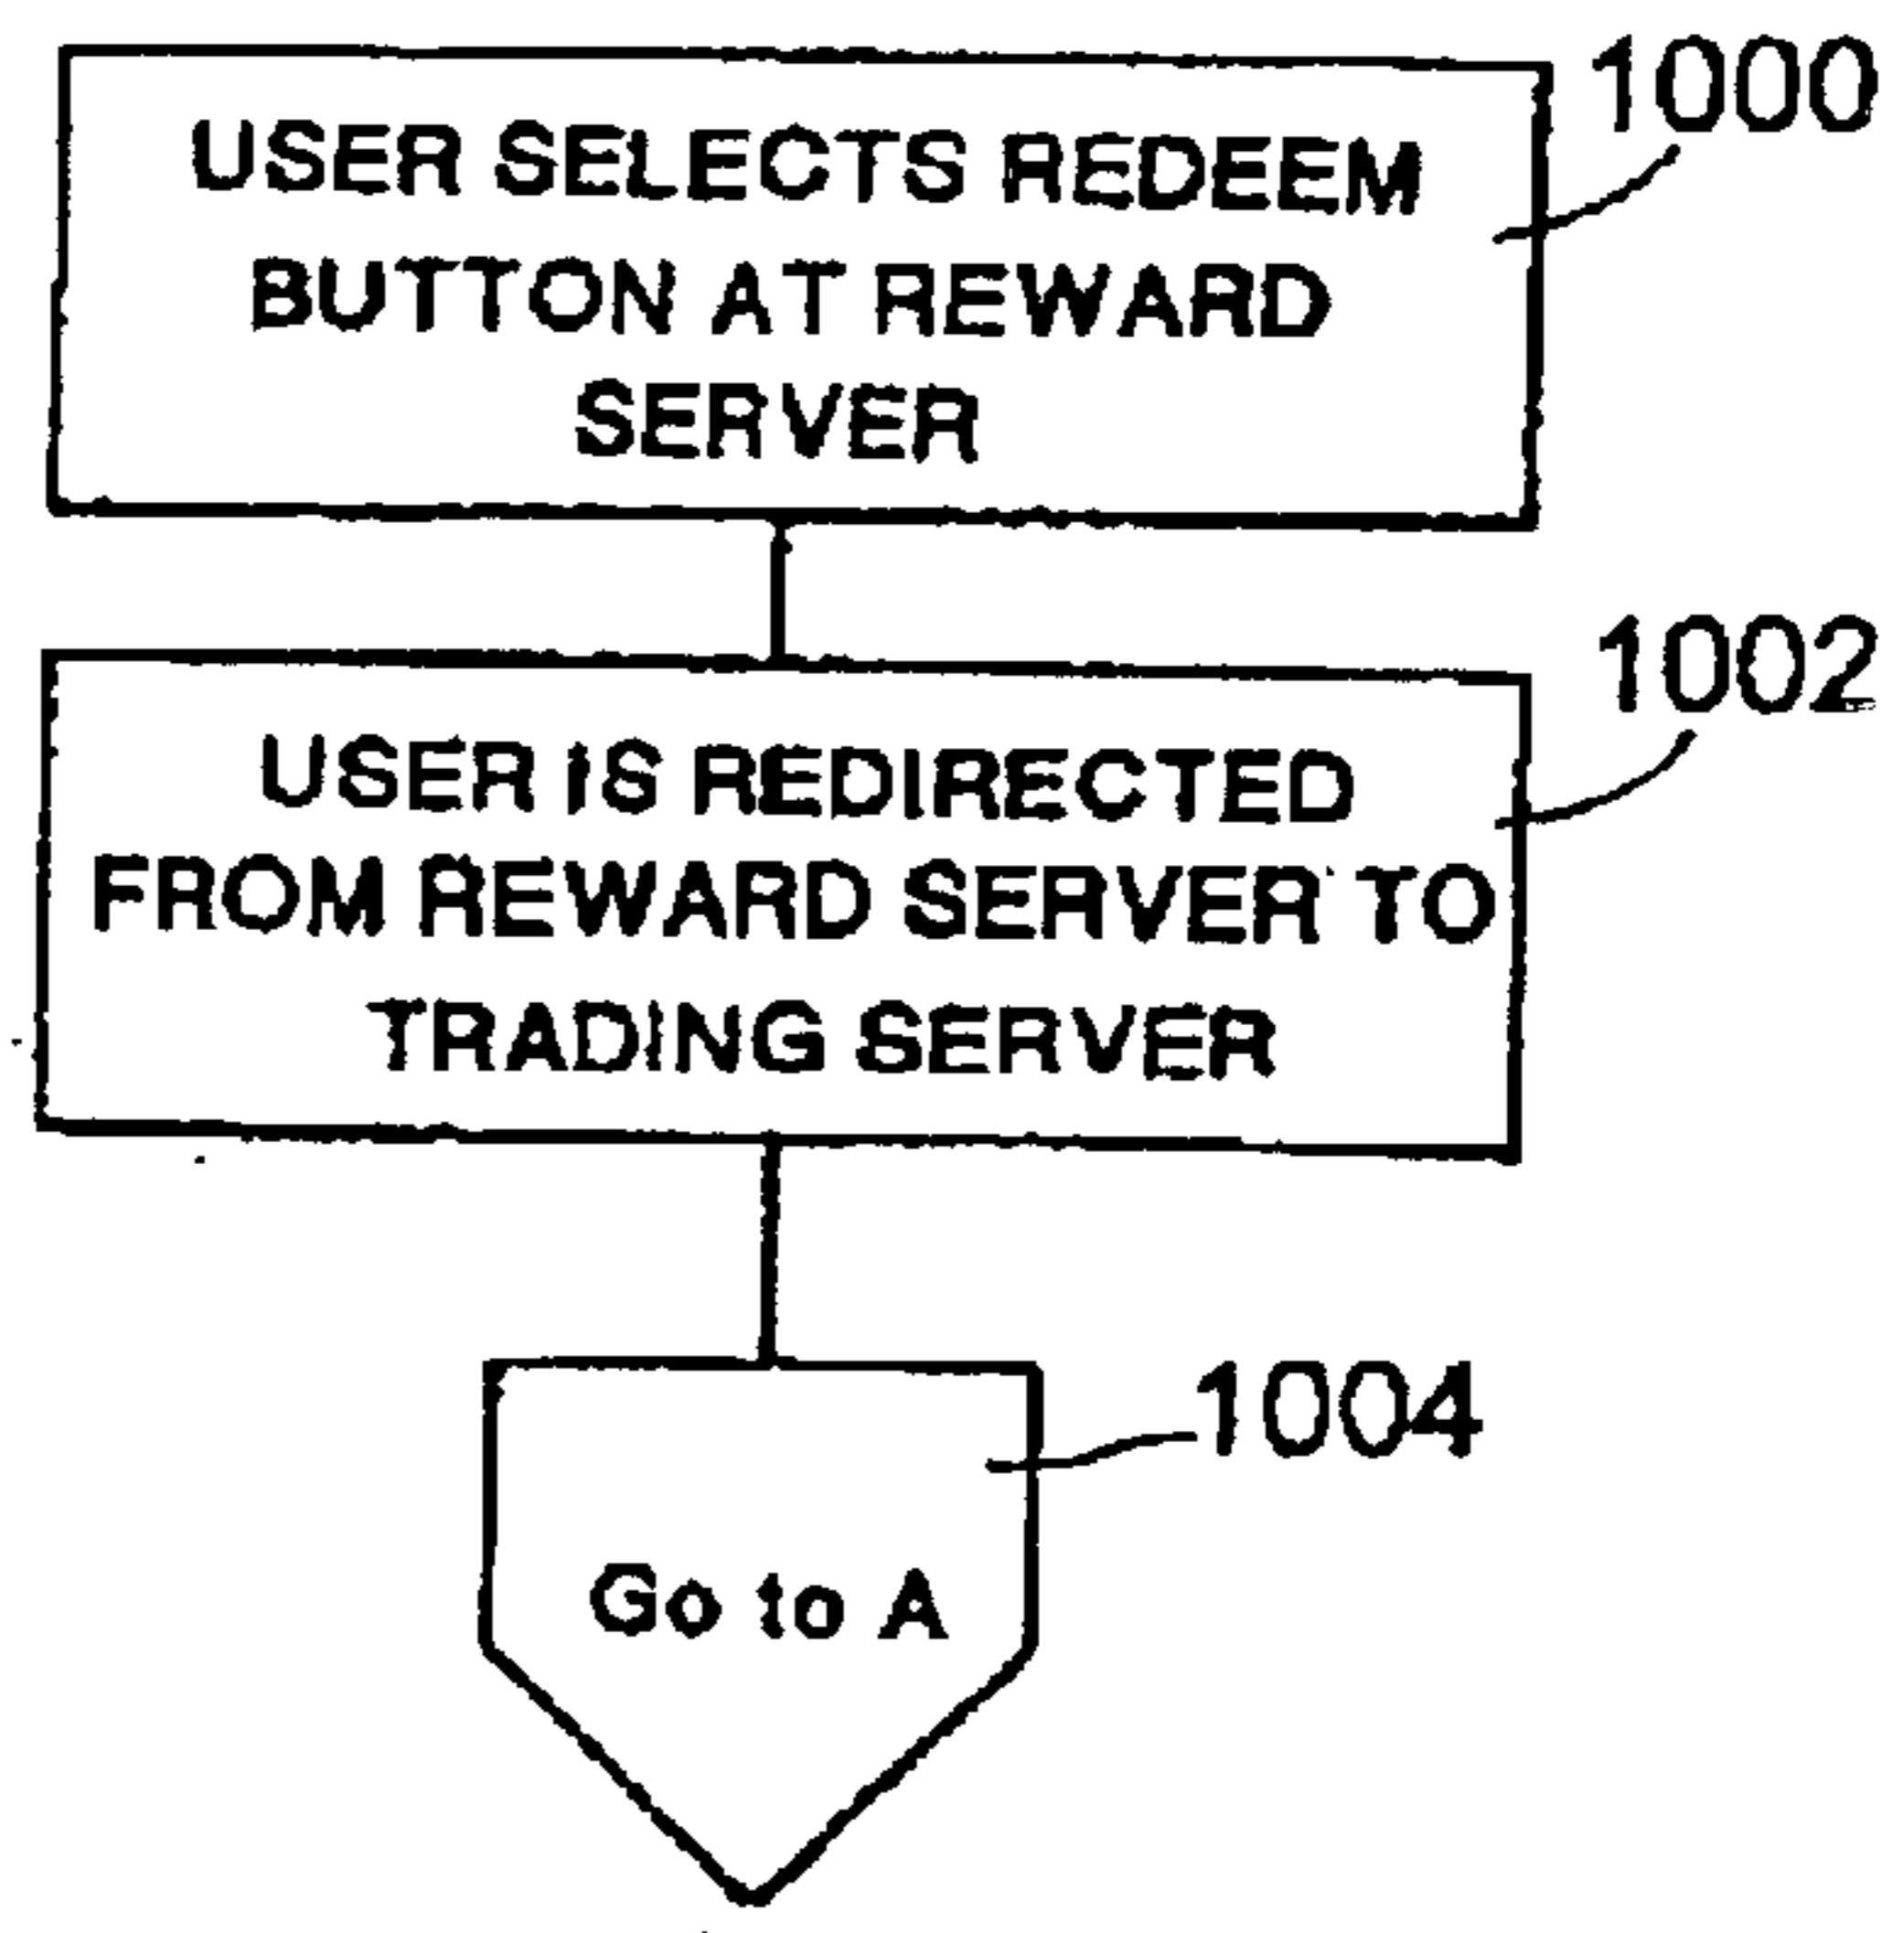 1000
USER SELECTS REDEEM
BUTTON AT REWARD
SERVER
1002
USER IS REDIRECTED
FROM REWARD SERVER TO
TRADING SERVER
1004
Go to A